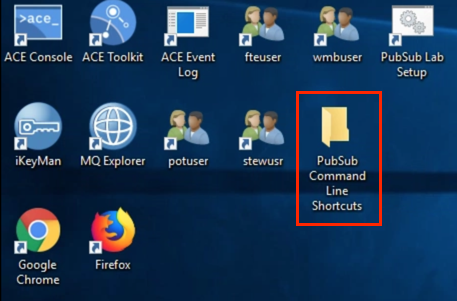 >ace_
ACE Console
ACE Toolkit
ACE Event
Log
fteuser
wmbuser
PubSub Lab
Setup
iKeyMan
MQ Explorer
potuser
stewusr
PubSub
Command
Line
Shortcuts
Google
Chrome
Firefox